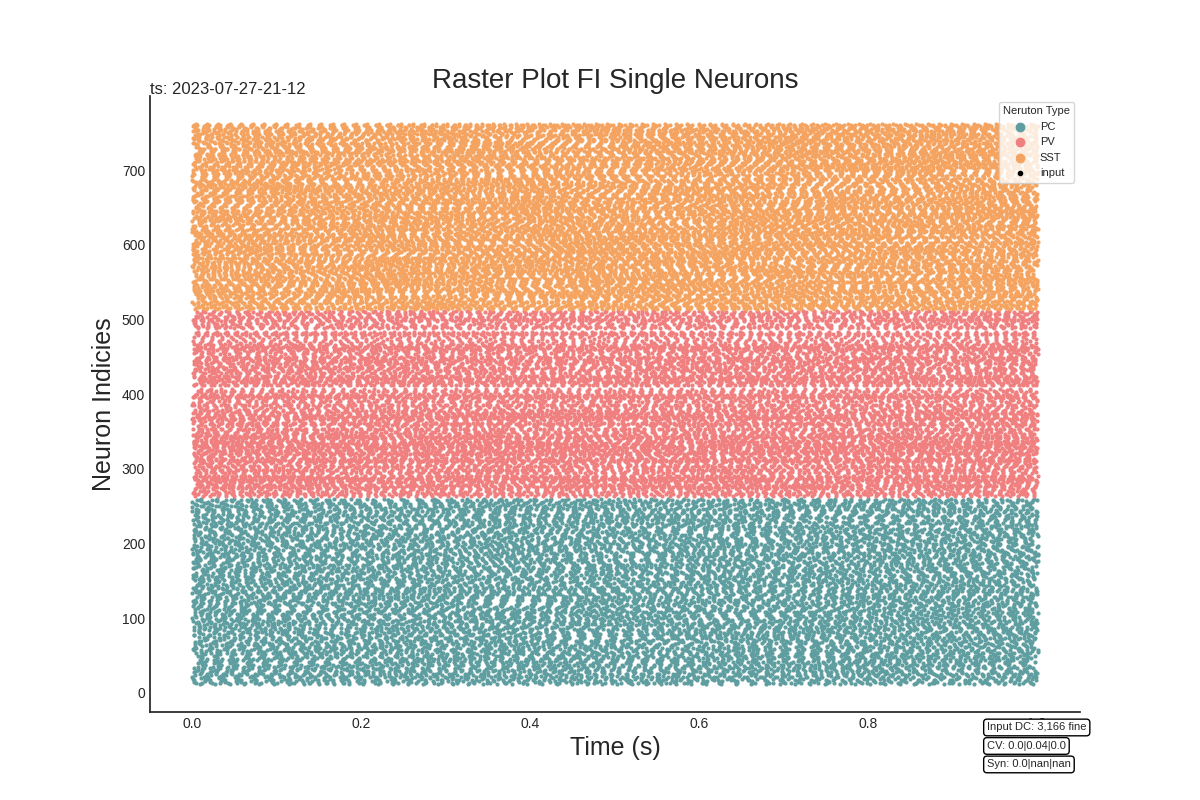 Raster Plot FI Single Neurons
ts: 2023-07-27-21-12
Neruton Type
PC
PV
SST
input
Neuron Indicies
700
600
500
400
300
200
100
0
0.0 0.2 0.4 0.6 0.8
Time (s)
Input DC: 3,166 fine
CV: 0.0|0.04|0.0
Syn: 0.0|nan|nan